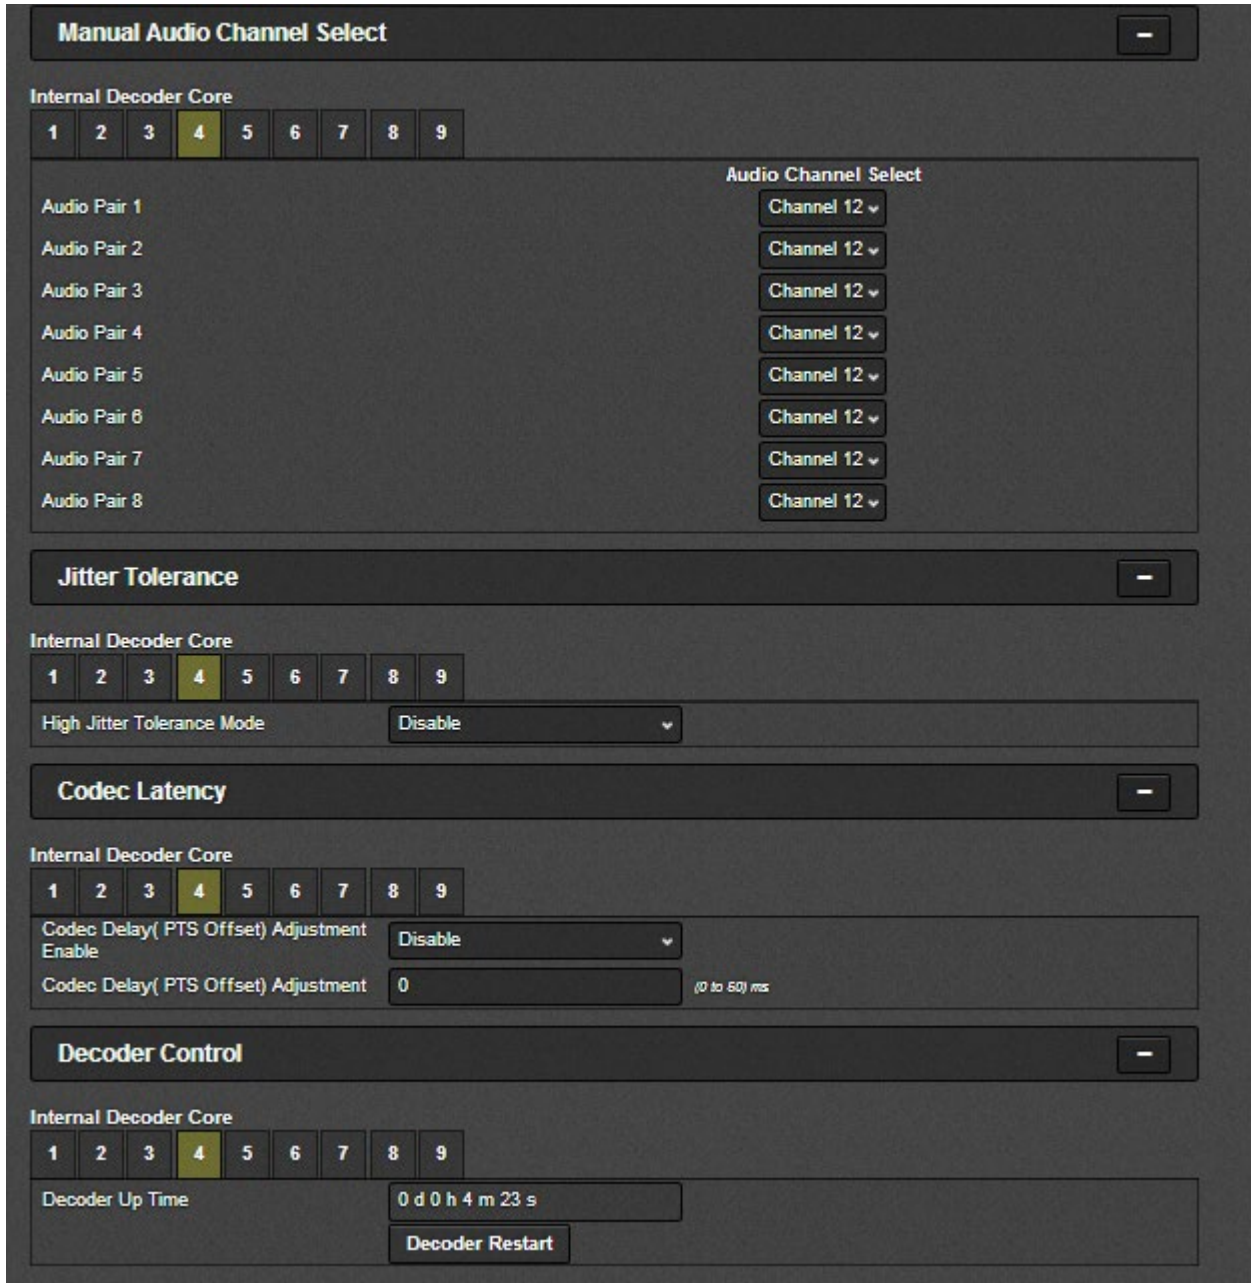 Manual Audio Channel Select
Internal Decoder Core
1 2 3 4 5 6 7 8 9
Audio Channel Select
Audio Pair 1 Channel 12
Audio Pair 2 Channel 12
Audio Pair 3 Channel 12
Audio Pair 4 Channel 12
Audio Pair 5 Channel 12
Audio Pair 6 Channel 12
Audio Pair 7 Channel 12
Audio Pair 8 Channel 12
Jitter Tolerance
Internal Decoder Core
1 2 3 4 5 6 7 8 9
High Jitter Tolerance Mode Disable
Codec Latency
Internal Decoder Core
1 2 3 4 5 6 7 8 9
Codec Delay( PTS Offset) Adjustment
Enable Disable
Codec Delay( PTS Offset) Adjustment 0 (0 to 50) ms
Decoder Control
Internal Decoder Core
1 2 3 4 5 6 7 8 9
Decoder Up Time 0 d 0 h 4 m 23 s
Decoder Restart